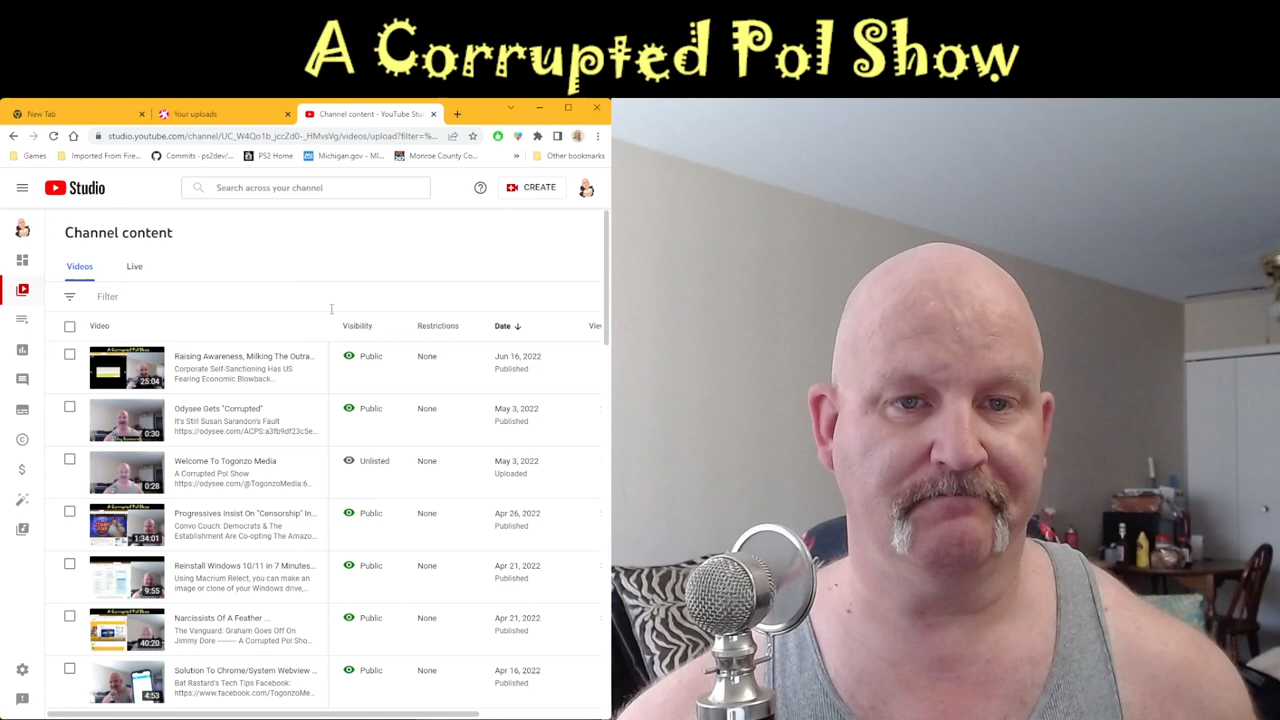 A Corrupted Pol Show
New Tab
Your uploads
Channel content - YouTube Stu
studio.youtube.com/channel/UC_W4Qo1b_jccZd0-_HMvsVg/videos/upload?filter=%...
Games
Imported From Fire...
Commits · ps2dev/...
PS2 Home
Michigan.gov - MI...
Monroe County Co...
»
Other bookmarks
Studio
Search across your channel
CREATE
Channel content
Videos
Live
Filter
Video
Visibility
Restrictions
Date
Vie
25:04
Raising Awareness, Milking The Outra...
Corporate Self-Sanctioning Has US
Fearing Economic Blowback...
Public
None
Jun 16, 2022
Published
0:30
Odysee Gets "Corrupted"
It's Still Susan Sarandon's Fault
https://odysee.com/ACPS:a3fb9df23c5e...
Public
None
May 3, 2022
Published
0:28
Welcome To Togonzo Media
A Corrupted Pol Show
https://odysee.com/@TogonzoMedia:6...
Unlisted
None
May 3, 2022
Uploaded
A Corrupted Pol Show
1:34:01
Progressives Insist On "Censorship" In...
Convo Couch: Democrats & The
Establishment Are Co-opting The Amazo...
Public
None
Apr 26, 2022
Published
9:55
Reinstall Windows 10/11 in 7 Minutes...
Using Macrium Relect, you can make an
image or clone of your Windows drive,...
Public
None
Apr 21, 2022
Published
A Corrupted Pol Show
40:20
Narcissists Of A Feather ...
The Vanguard: Graham Goes Off On
Jimmy Dore ------- A Corrupted Pol Sho...
Public
None
Apr 21, 2022
Published
4:53
Solution To Chrome/System Webview ...
Bat Rastard's Tech Tips Facebook:
https://www.facebook.com/TogonzoMe...
Public
None
Apr 16, 2022
Published